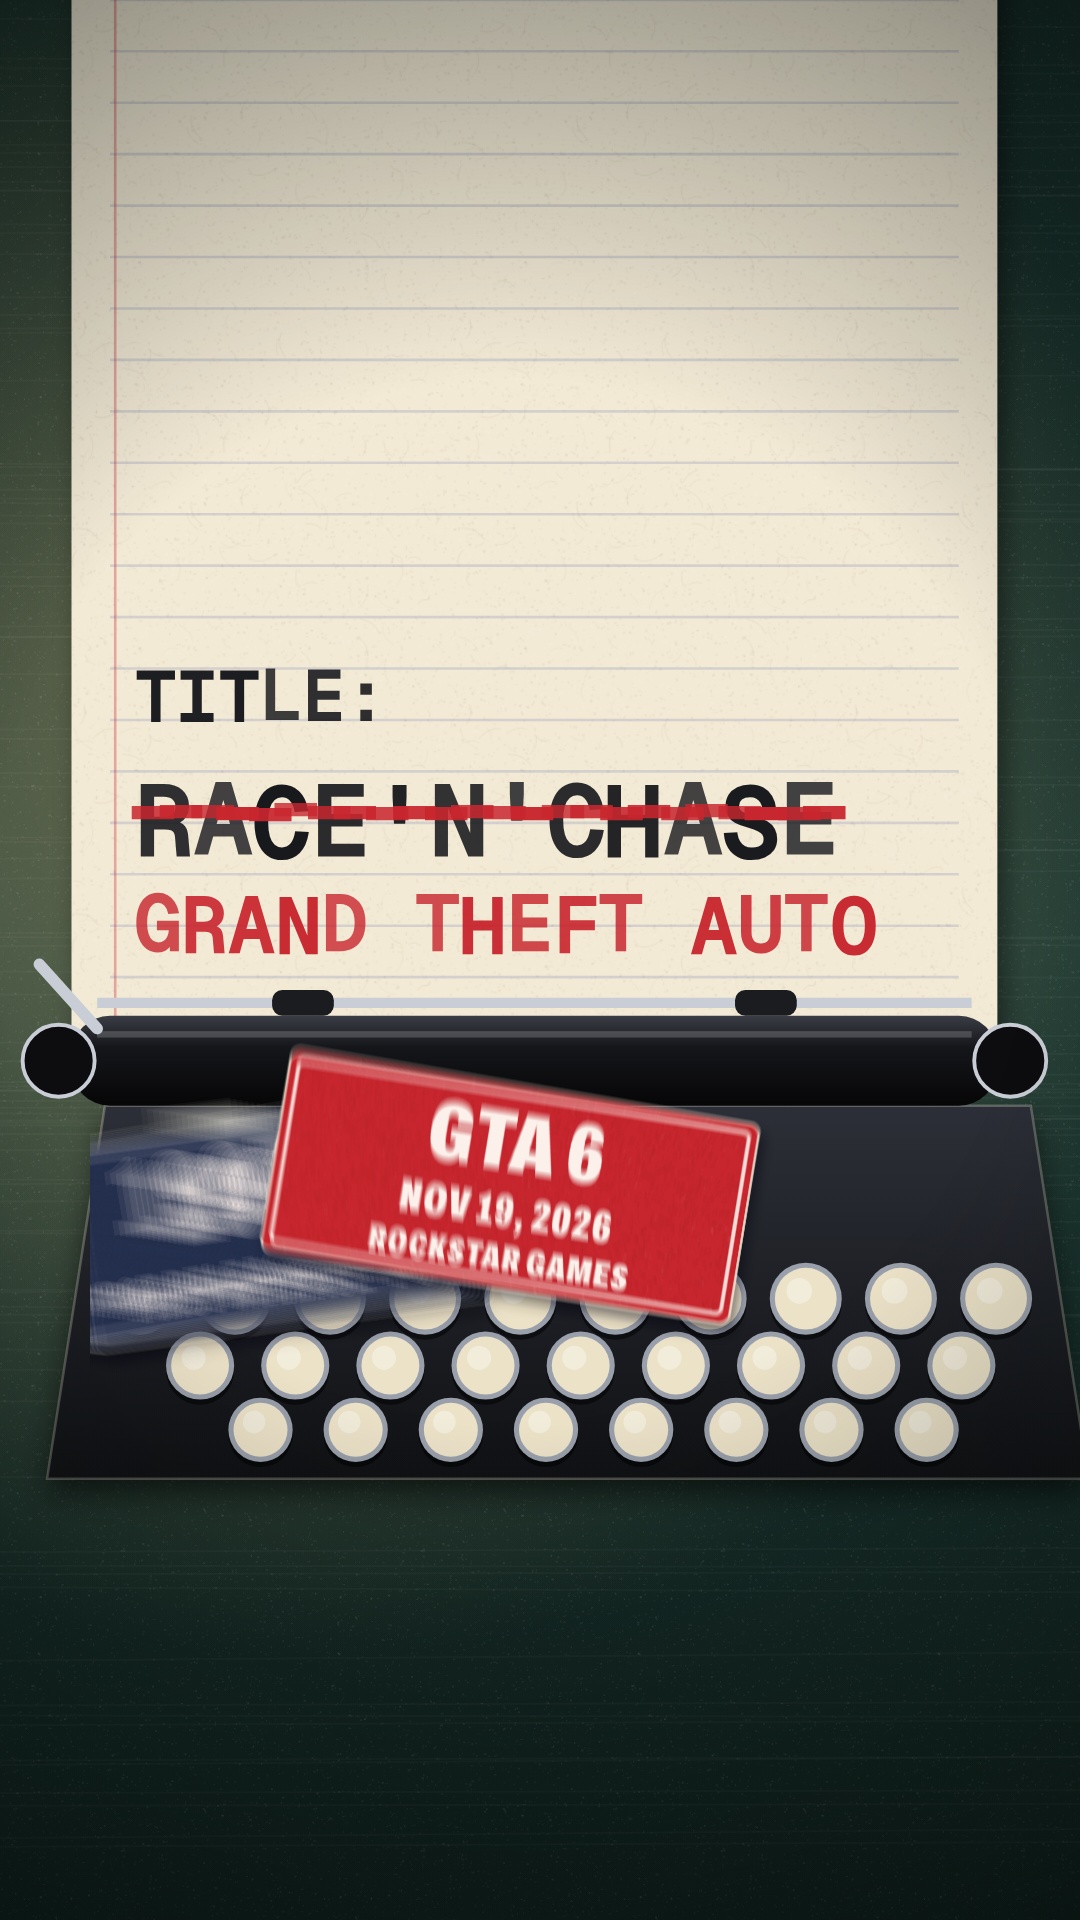 TITLE:
RACE'N'CHASE
GRAND THEFT AUTO
GTA 6
NOV 19, 2026
ROCKSTAR GAMES